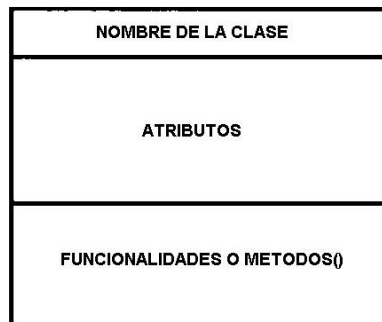 NOMBRE DE LA CLASE
ATRIBUTOS
FUNCIONALIDADES O METODOS()